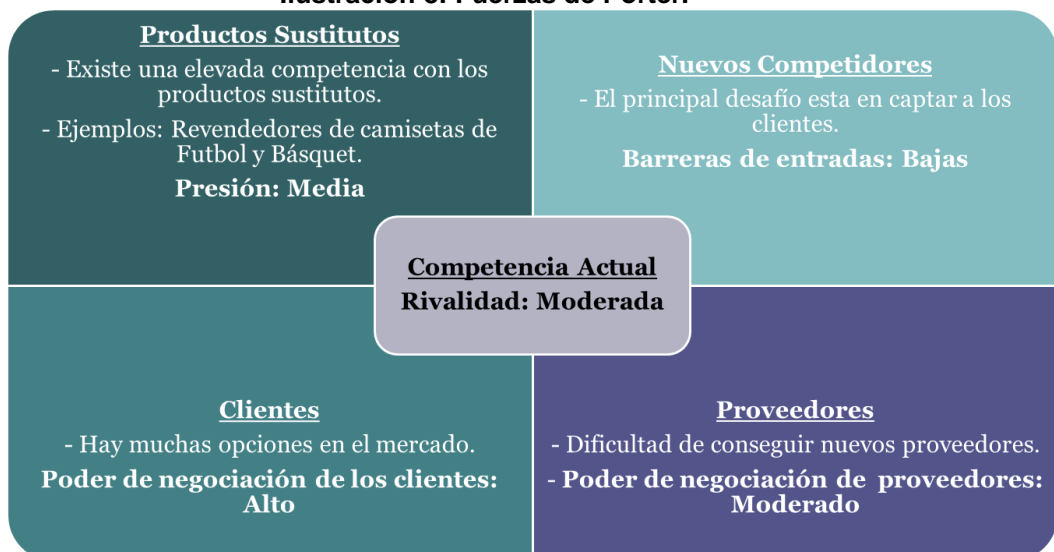 Productos Sustitutos
- Existe una elevada competencia con los
productos sustitutos.
- Ejemplos: Revendedores de camisetas de
Futbol y Básquet.
Presión: Media
Nuevos Competidores
- El principal desafío esta en captar a los
clientes.
Barreras de entradas: Bajas
Competencia Actual
Rivalidad: Moderada
Clientes
- Hay muchas opciones en el mercado.
Poder de negociación de los clientes:
Alto
Proveedores
- Dificultad de conseguir nuevos proveedores.
- Poder de negociación de proveedores:
Moderado